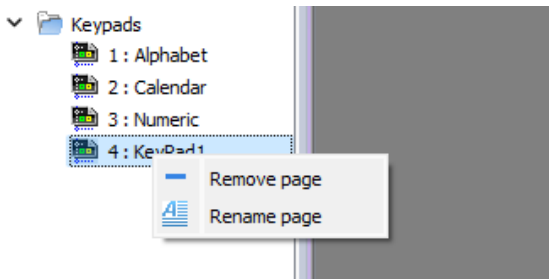 Keypads
1 : Alphabet
2 : Calendar
3 : Numeric
4 : KeyPad1
Remove page
Rename page